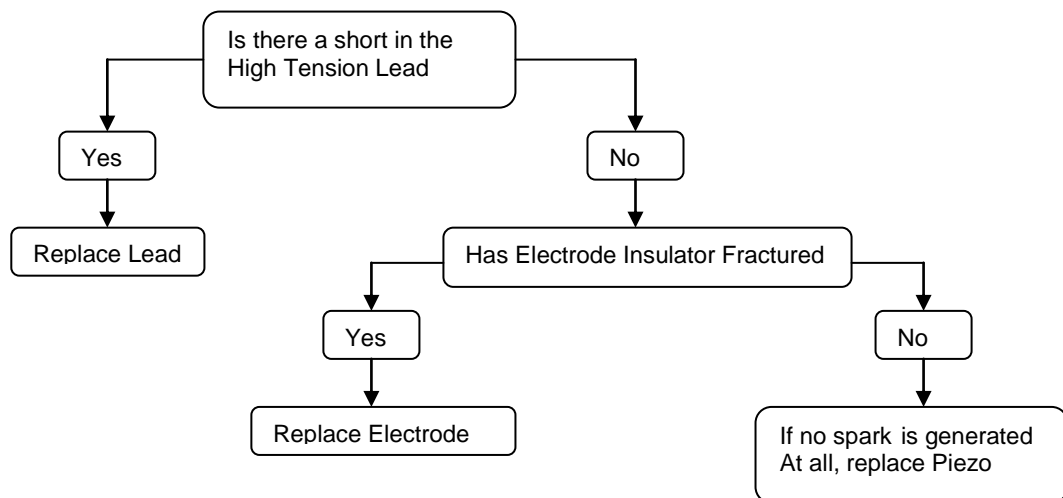 Is there a short in the
High Tension Lead
Yes
No
Replace Lead
Has Electrode Insulator Fractured
Yes
No
Replace Electrode
If no spark is generated
At all, replace Piezo